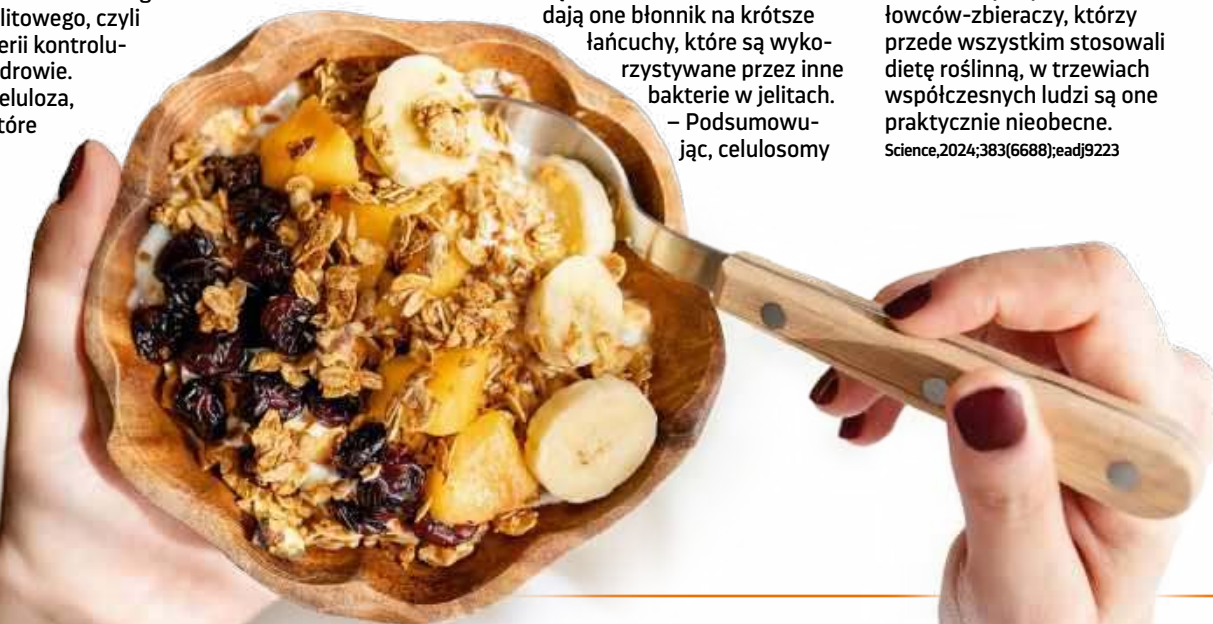 litowego, czyli
erii kontrolu-
drowie.
eluloza,
tóre
dają one błonnik na krótsze
łańcuchy, które są wyko-
rzystywane przez inne
bakterie w jelitach.
– Podsumowu-
jąc, celulosomy
łowców-zbieraczy, którzy
przede wszystkim stosowali
dietę roślinną, w trzewiach
współczesnych ludzi są one
praktycznie nieobecne.
Science,2024;383(6688);eadj9223